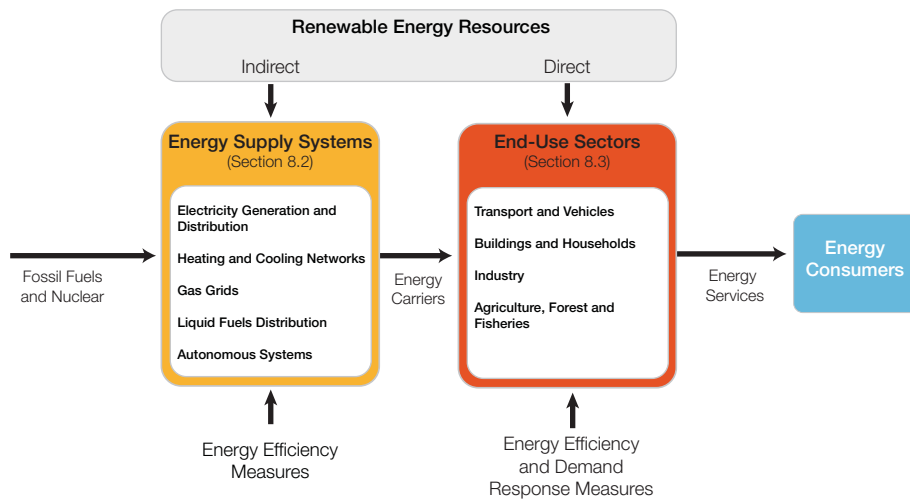 Renewable Energy Resources
Indirect
Direct
Energy Supply Systems
(Section 8.2)
Electricity Generation and
Distribution
Heating and Cooling Networks
Gas Grids
Liquid Fuels Distribution
Autonomous Systems
End-Use Sectors
(Section 8.3)
Transport and Vehicles
Buildings and Households
Industry
Agriculture, Forest and
Fisheries
Energy
Consumers
Fossil Fuels
and Nuclear
Energy
Carriers
Energy
Services
Energy Efficiency
Measures
Energy Efficiency
and Demand
Response Measures